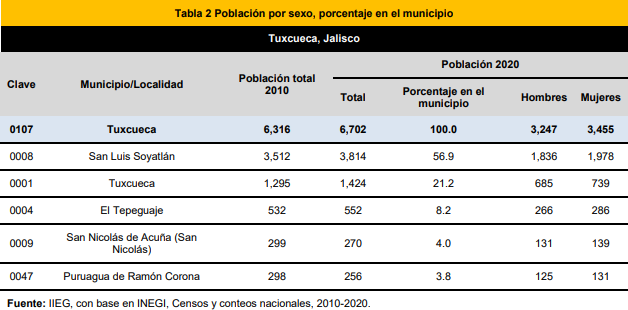 Tabla 2 Población por sexo, porcentaje en el municipio
Tuxcueca, Jalisco
Clave Municipio/Localidad Población total 2010 Población 2020
Total Porcentaje en el municipio Hombres Mujeres
0107 Tuxcueca 6,316 6,702 100.0 3,247 3,455
0008 San Luis Soyatlán 3,512 3,814 56.9 1,836 1,978
0001 Tuxcueca 1,295 1,424 21.2 685 739
0004 El Tepeguaje 532 552 8.2 266 286
0009 San Nicolás de Acuña (San Nicolás) 299 270 4.0 131 139
0047 Puruagua de Ramón Corona 298 256 3.8 125 131
Fuente: IIEG, con base en INEGI, Censos y conteos nacionales, 2010-2020.